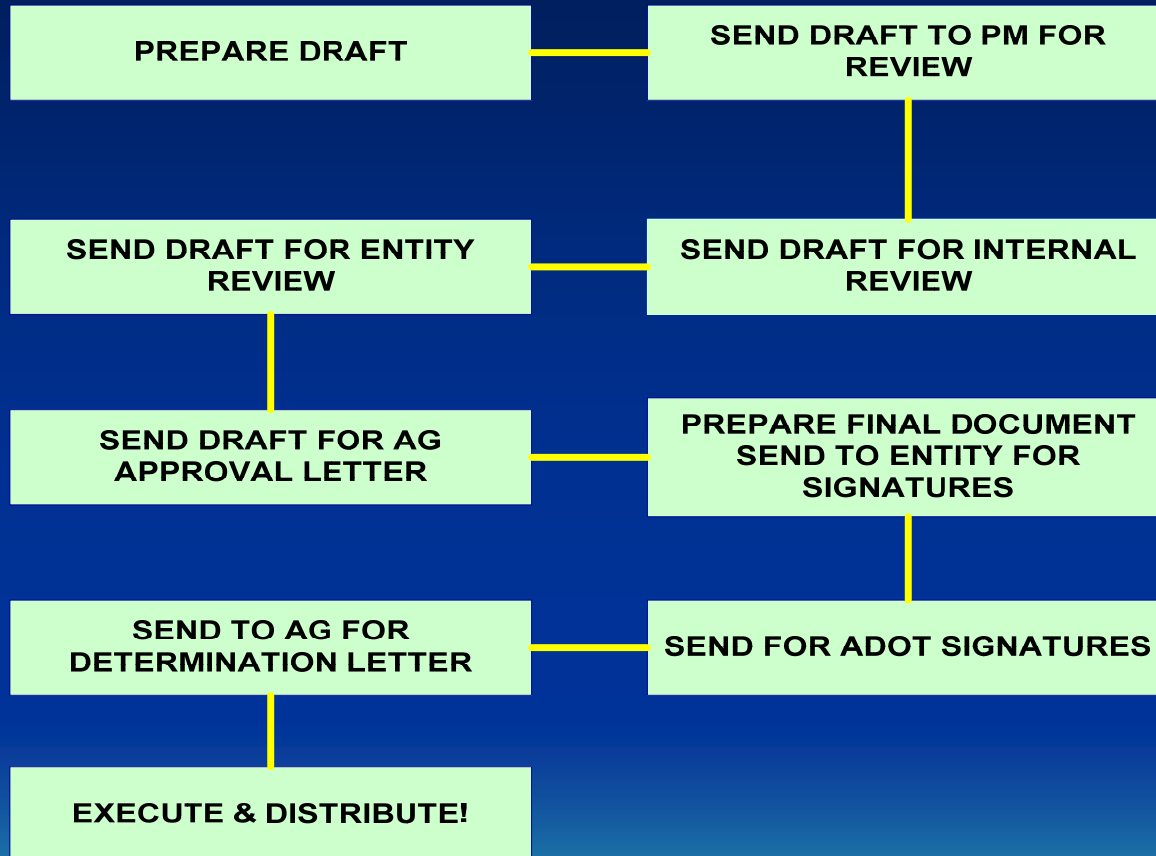 PREPARE DRAFT
SEND DRAFT TO PM FOR
REVIEW
SEND DRAFT FOR ENTITY
REVIEW
SEND DRAFT FOR INTERNAL
REVIEW
SEND DRAFT FOR AG
APPROVAL LETTER
PREPARE FINAL DOCUMENT
SEND TO ENTITY FOR
SIGNATURES
SEND TO AG FOR
DETERMINATION LETTER
SEND FOR ADOT SIGNATURES
EXECUTE & DISTRIBUTE!